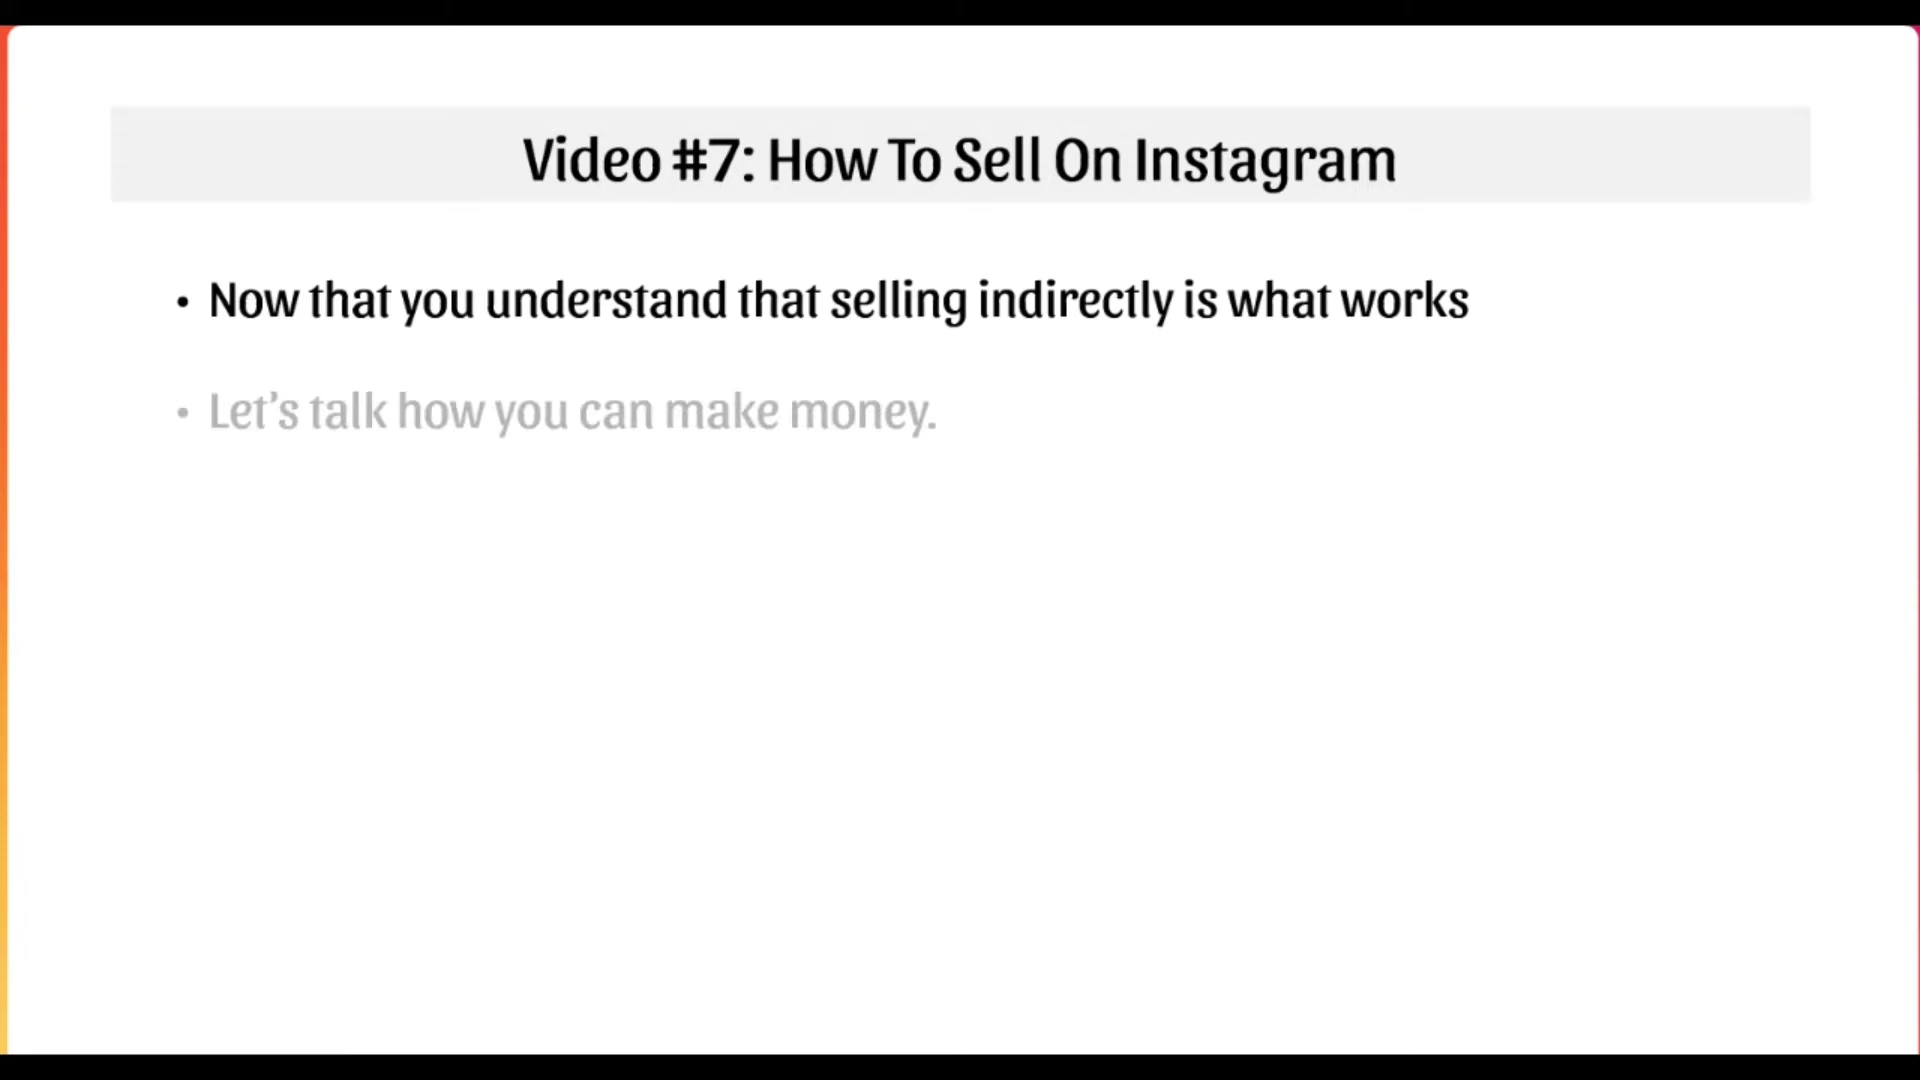 Video #7: How To Sell On Instagram
• Now that you understand that selling indirectly is what works
• Let’s talk how you can make money.